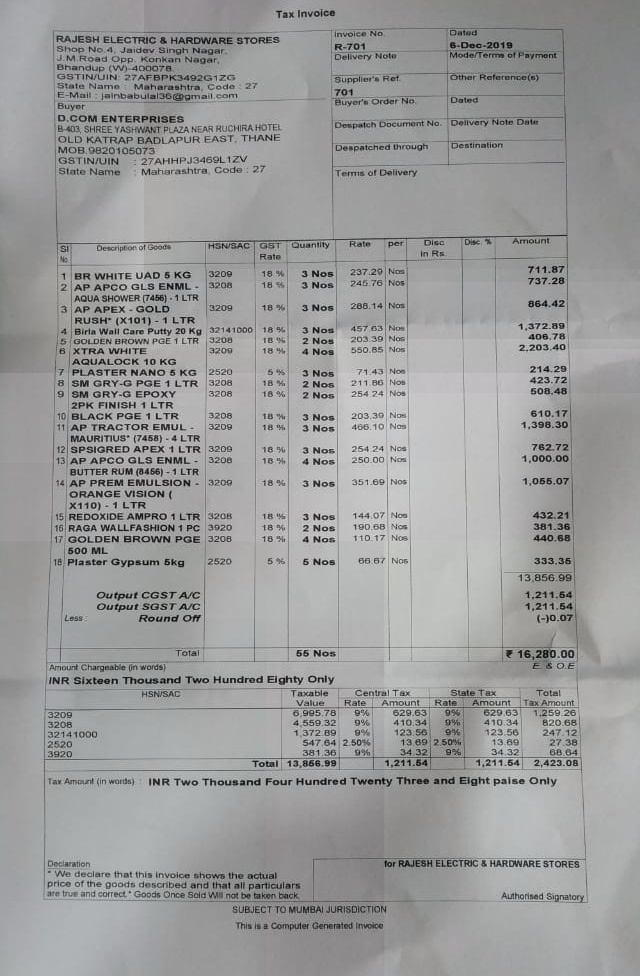 Tax Invoice
RAJESH ELECTRIC & HARDWARE STORES
Shop No.4, Jaidev Singh Nagar,
J.M.Road Opp. Konkan Nagar,
Bhandup (W)-400078.
GSTIN/UIN: 27AFBPK3492G1ZG
State Name : Maharashtra, Code : 27
E-Mail : jainbabulal36@gmail.com
Invoice No. Dated
R-701 6-Dec-2019
Delivery Note Mode/Terms of Payment
Supplier's Ref. Other Reference(s)
701
Buyer
D.COM ENTERPRISES
B-403, SHREE YASHWANT PLAZA NEAR RUCHIRA HOTEL
OLD KATRAP BADLAPUR EAST, THANE
MOB.9820105073
GSTIN/UIN : 27AHHPJ3469L1ZV
State Name : Maharashtra, Code : 27
Buyer's Order No. Dated
Despatch Document No. Delivery Note Date
Despatched through Destination
Terms of Delivery
Sl No. Description of Goods HSN/SAC GST Rate Quantity Rate per Disc in Rs. Disc. % Amount
1 BR WHITE UAD 5 KG 3209 18 % 3 Nos 237.29 Nos 711.87
2 AP APCO GLS ENML - 3208 18 % 3 Nos 245.76 Nos 737.28
AQUA SHOWER (7456) - 1 LTR
3 AP APEX - GOLD 3209 18 % 3 Nos 288.14 Nos 864.42
RUSH* (X101) - 1 LTR
4 Birla Wall Care Putty 20 Kg 32141000 18 % 3 Nos 457.63 Nos 1,372.89
5 GOLDEN BROWN PGE 1 LTR 3208 18 % 2 Nos 203.39 Nos 406.78
6 XTRA WHITE 3209 18 % 4 Nos 550.85 Nos 2,203.40
AQUALOCK 10 KG
7 PLASTER NANO 5 KG 2520 5 % 3 Nos 71.43 Nos 214.29
8 SM GRY-G PGE 1 LTR 3208 18 % 2 Nos 211.86 Nos 423.72
9 SM GRY-G EPOXY 3208 18 % 2 Nos 254.24 Nos 508.48
2PK FINISH 1 LTR
10 BLACK PGE 1 LTR 3208 18 % 3 Nos 203.39 Nos 610.17
11 AP TRACTOR EMUL - 3209 18 % 3 Nos 466.10 Nos 1,398.30
MAURITIUS* (7458) - 4 LTR
12 SPSIGRED APEX 1 LTR 3209 18 % 3 Nos 254.24 Nos 762.72
13 AP APCO GLS ENML - 3208 18 % 4 Nos 250.00 Nos 1,000.00
BUTTER RUM (8456) - 1 LTR
14 AP PREM EMULSION - 3209 18 % 3 Nos 351.69 Nos 1,055.07
ORANGE VISION (
X110) - 1 LTR
15 REDOXIDE AMPRO 1 LTR 3208 18 % 3 Nos 144.07 Nos 432.21
16 RAGA WALLFASHION 1 PC 3920 18 % 2 Nos 190.68 Nos 381.36
17 GOLDEN BROWN PGE 3208 18 % 4 Nos 110.17 Nos 440.68
500 ML
18 Plaster Gypsum 5kg 2520 5 % 5 Nos 66.67 Nos 333.35
13,856.99
Output CGST A/C 1,211.54
Output SGST A/C 1,211.54
Less : Round Off (-)0.07
Total 55 Nos ₹ 16,280.00
Amount Chargeable (in words) E. & O.E
INR Sixteen Thousand Two Hundred Eighty Only
HSN/SAC Taxable Value Central Tax Rate Amount State Tax Rate Amount Total Tax Amount
3209 6,995.78 9% 629.63 9% 629.63 1,259.26
3208 4,559.32 9% 410.34 9% 410.34 820.68
32141000 1,372.89 9% 123.56 9% 123.56 247.12
2520 547.64 2.50% 13.69 2.50% 13.69 27.38
3920 381.36 9% 34.32 9% 34.32 68.64
Total 13,856.99 1,211.54 1,211.54 2,423.08
Tax Amount (in words) : INR Two Thousand Four Hundred Twenty Three and Eight paise Only
Declaration
" We declare that this invoice shows the actual
price of the goods described and that all particulars
are true and correct." Goods Once Sold Will not be taken back.
for RAJESH ELECTRIC & HARDWARE STORES
Authorised Signatory
SUBJECT TO MUMBAI JURISDICTION
This is a Computer Generated Invoice